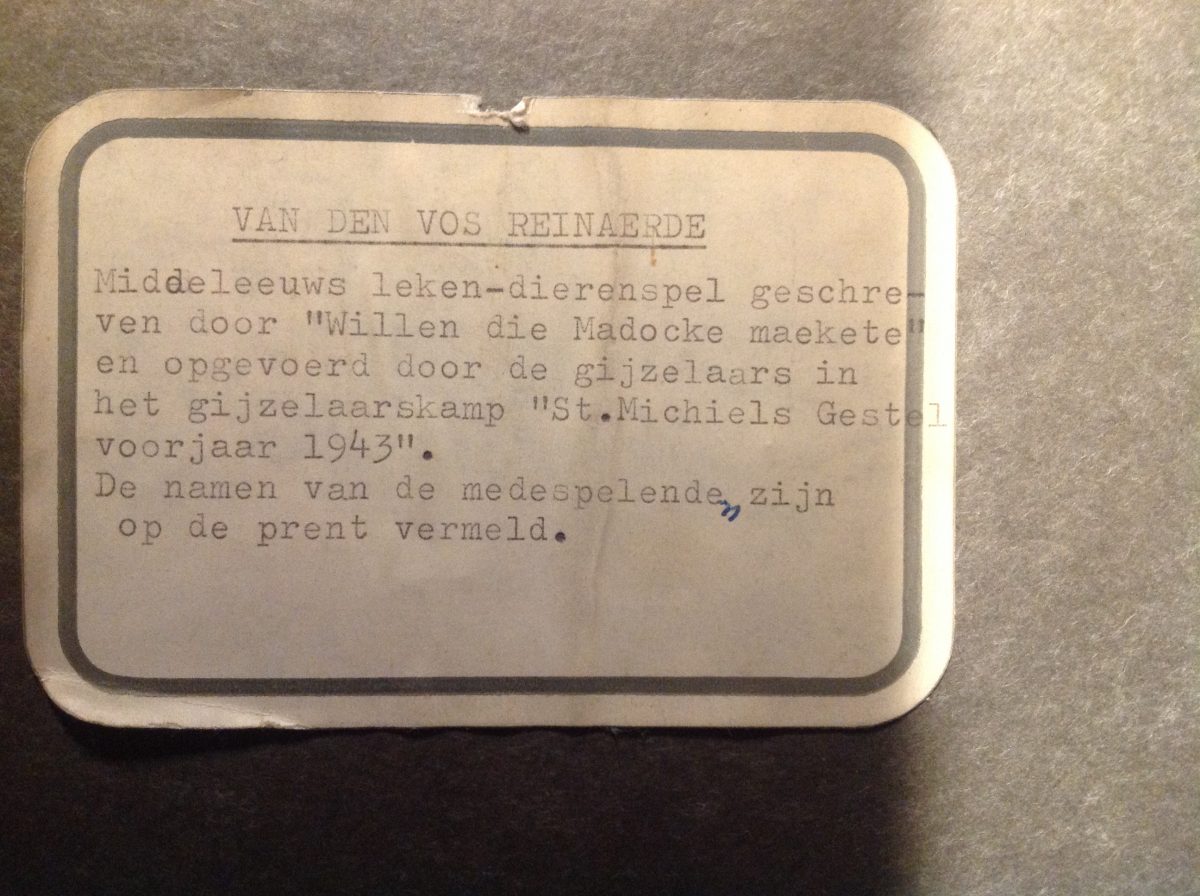 VAN DEN VOS REINAERDE
Middeleeuws leken-dierenspel geschre-
ven door "Willen die Madocke maekete"
en opgevoerd door de gijzelaars in
het gijzelaarskamp "St.Michiels Gestel
voorjaar 1943".
De namen van de medespelenden zijn
op de prent vermeld.